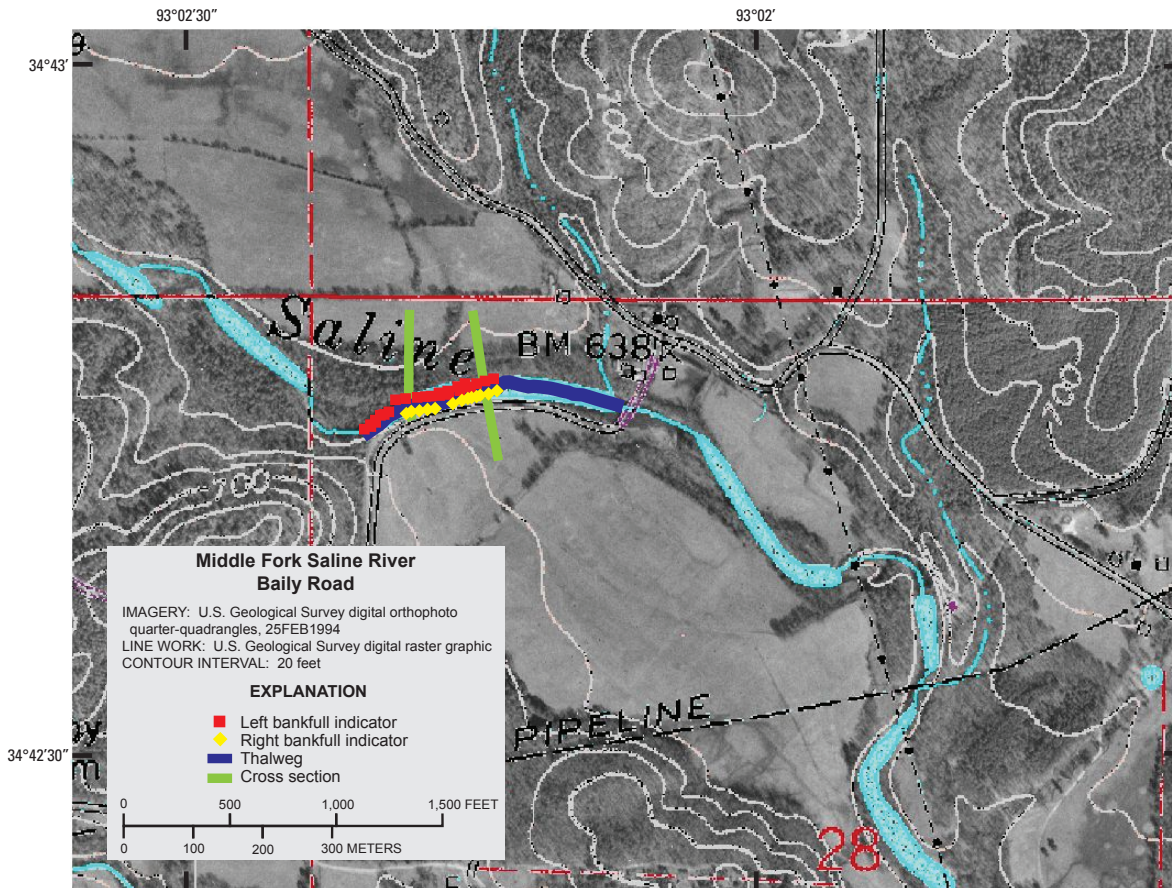 93°02'30"
93°02'
34°43'
700
700
Saline
BM 638
Middle Fork Saline River
Baily Road
IMAGERY: U.S. Geological Survey digital orthophoto
quarter-quadrangles, 25FEB1994
LINE WORK: U.S. Geological Survey digital raster graphic
CONTOUR INTERVAL: 20 feet
EXPLANATION
Left bankfull indicator
Right bankfull indicator
Thalweg
Cross section
0 500 1,000 1,500 FEET
0 100 200 300 METERS
PIPELINE
34°42'30"
28